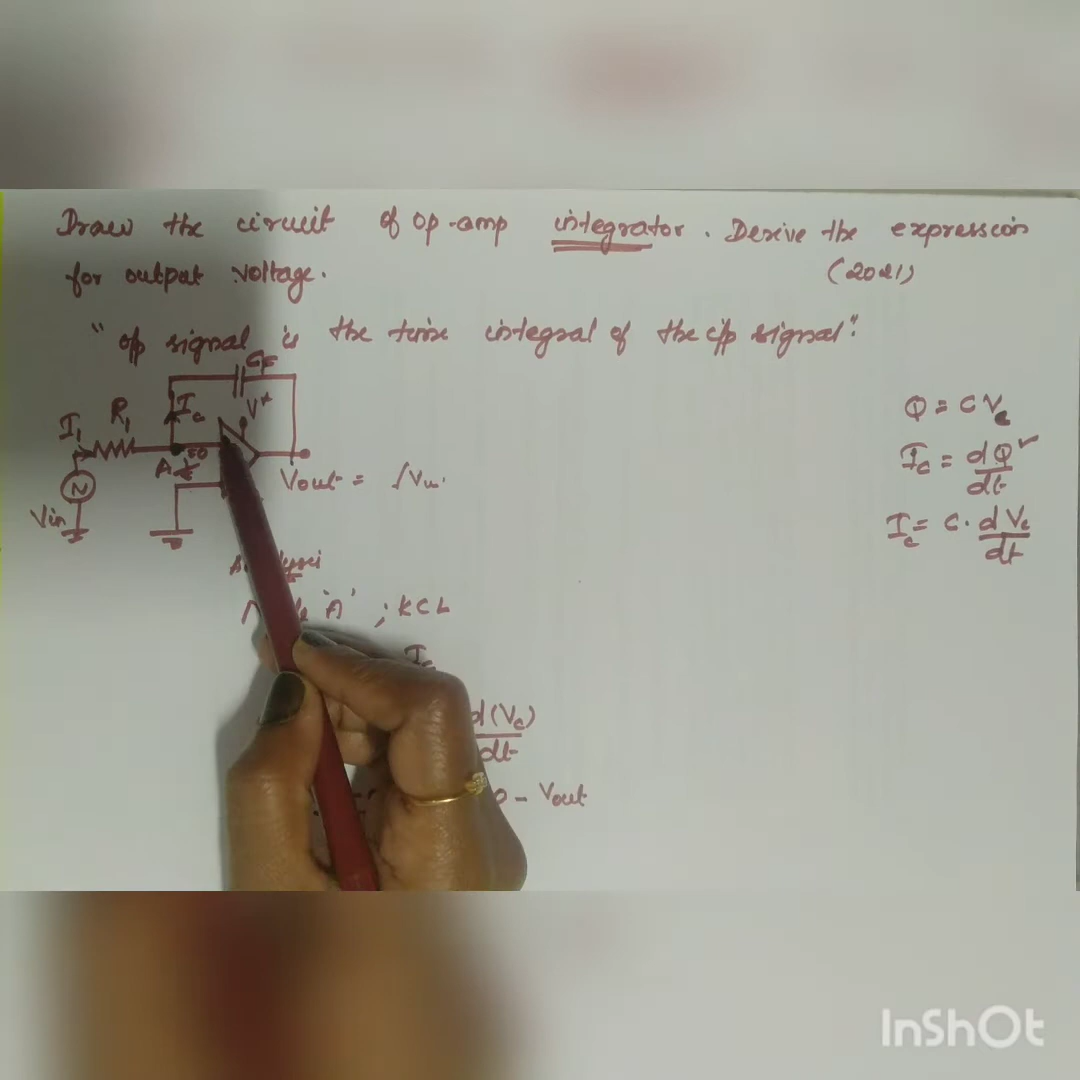 Draw the circuit of op-amp integrator. Derive the expression
for output voltage. (2021)
"o/p signal is the time integral of the i/p signal".
CF
V+
Ic
R1
I1
A
Vin
Vout = ∫Vin.
Q = CVc
Ic = dQ/dt
Ic = C. dVc/dt
'A' ; KCL
d(Vc)/dt
0 - Vout
InShOt